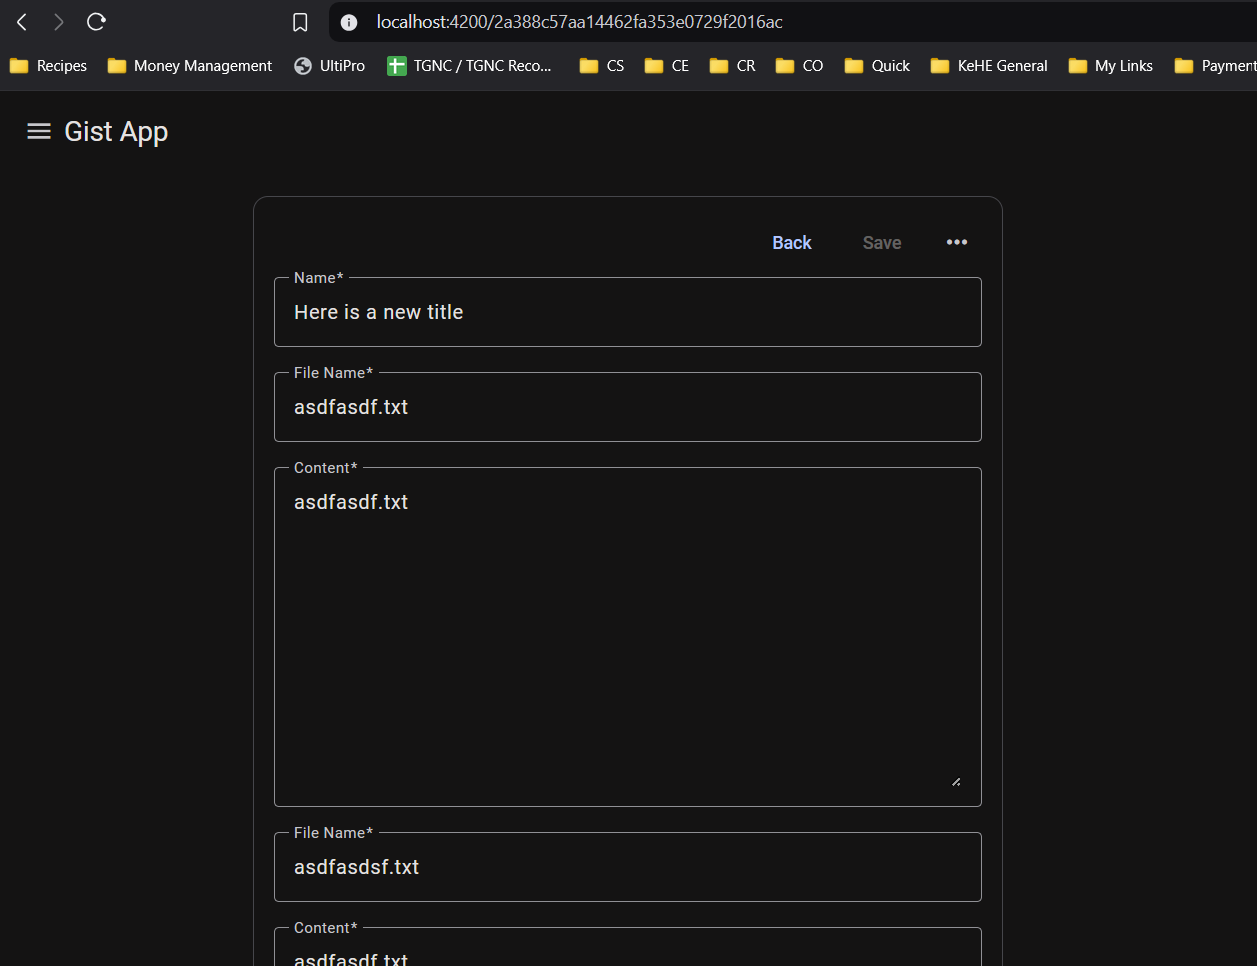 localhost:4200/2a388c57aa14462fa353e0729f2016ac
Recipes Money Management UltiPro TGNC / TGNC Reco... CS CE CR CO Quick KeHE General My Links Payment
Gist App
Back Save
Name*
Here is a new title
File Name*
asdfasdf.txt
Content*
asdfasdf.txt
File Name*
asdfasdsf.txt
Content*
asdfasdf.txt